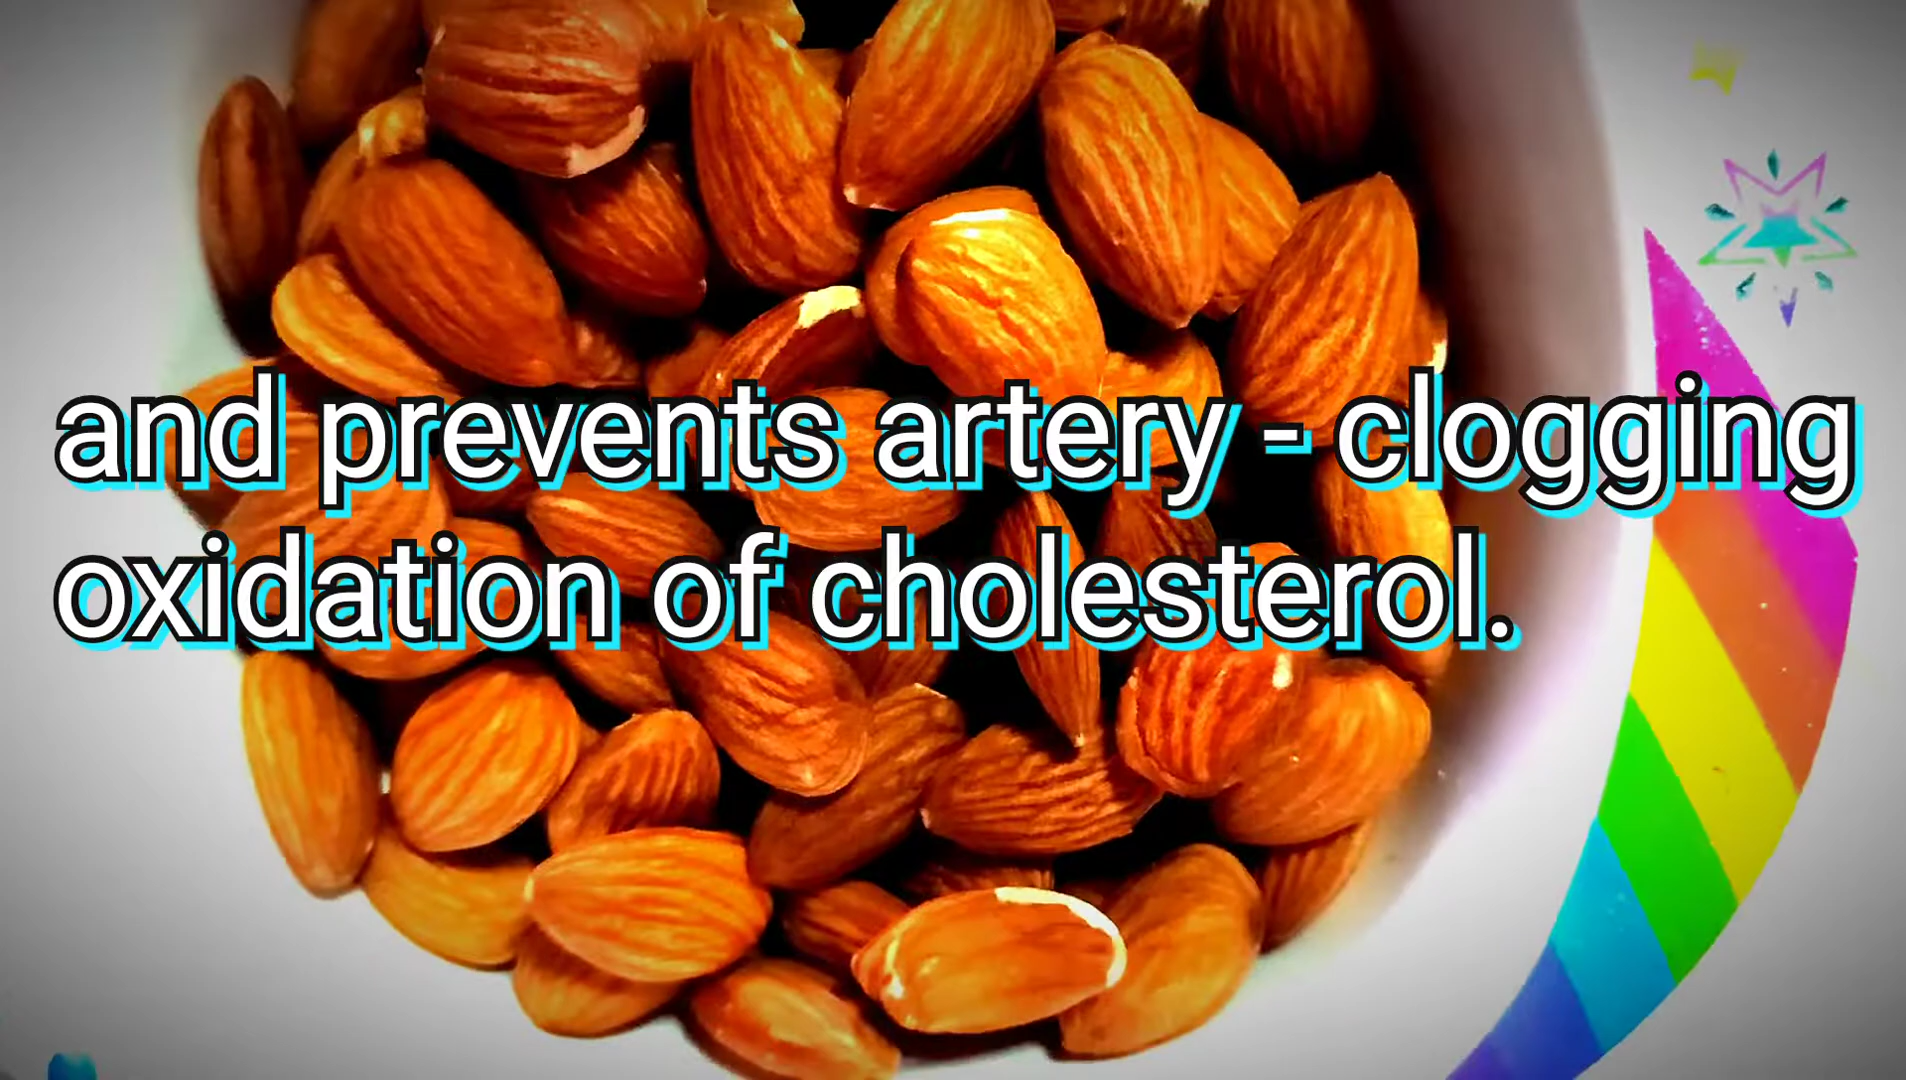 and prevents artery - clogging
oxidation of cholesterol.